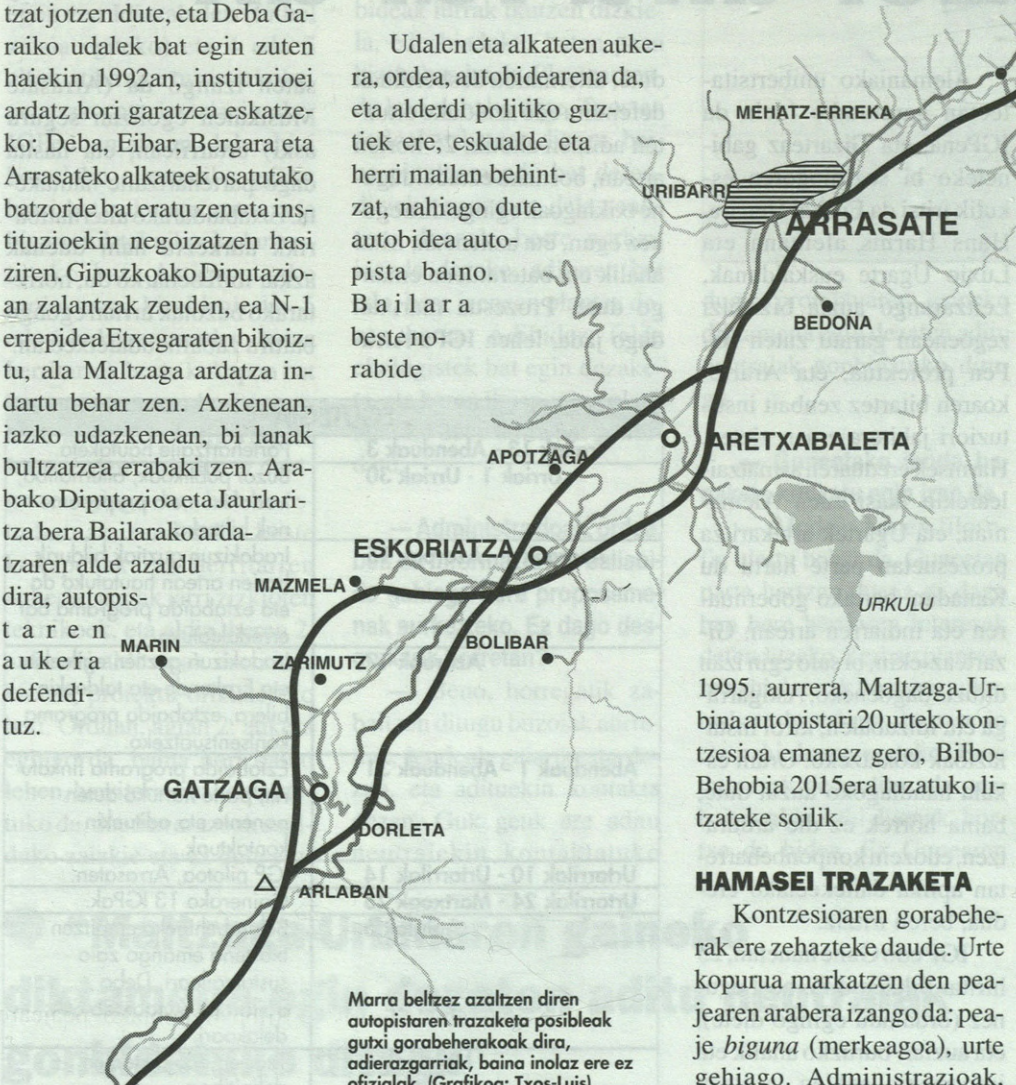 tzat jotzen dute, eta Deba Ga-
raiko udalek bat egin zuten
haiekin 1992an, instituzioei
ardatz hori garatzea eskatze-
ko: Deba, Eibar, Bergara eta
Arrasateko alkateek osatutako
batzorde bat eratu zen eta ins-
tituzioekin negoizatzen hasi
ziren. Gipuzkoako Diputazio-
an zalantzak zeuden, ea N-1
errepidea Etxegaraten bikoiz-
tu, ala Maltzaga ardatza in-
dartu behar zen. Azkenean,
iazko udazkenean, bi lanak
bultzatzea erabaki zen. Ara-
bako Diputazioa eta Jaurlari-
tza bera Bailarako arda-
tzaren alde azaldu
dira, autopis-
taren
aukera
defendi-
tuz.
Udalen eta alkateen auke-
ra, ordea, autobidearena da,
eta alderdi politiko guz-
tiek ere, eskualde eta
herri mailan behint-
zat, nahiago dute
autobidea auto-
pista baino.
Bailara
beste no-
rabide
MEHATZ-ERREKA
URIBARRI
ARRASATE
BEDOÑA
ARETXABALETA
APOTZAGA
ESKORIATZA
MAZMELA
URKULU
BOLIBAR
MARIN
ZARIMUTZ
GATZAGA
DORLETA
ARLABAN
Marra beltzez azaltzen diren
autopistaren trazaketa posibleak
gutxi gorabeherakoak dira,
adierazgarriak, baina inolaz ere ez
ofizialak. (Grafikoa: Txos-Luis)
1995. aurrera, Maltzaga-Ur-
bina autopistari 20 urteko kon-
tzesioa emanez gero, Bilbo-
Behobia 2015era luzatuko li-
tzateke soilik.
HAMASEI TRAZAKETA
Kontzesioaren gorabehe-
rak ere zehazteke daude. Urte
kopurua markatzen den pea-
jearen arabera izango da: pea-
je biguna (merkeagoa), urte
gehiago. Administrazioak,